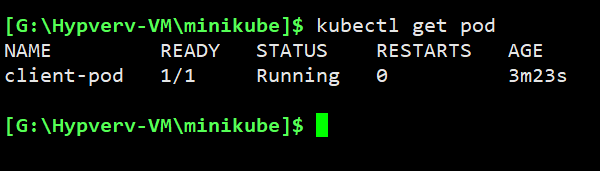 [G:\Hypverv-VM\minikube]$ kubectl get pod
NAME READY STATUS RESTARTS AGE
client-pod 1/1 Running 0 3m23s
[G:\Hypverv-VM\minikube]$